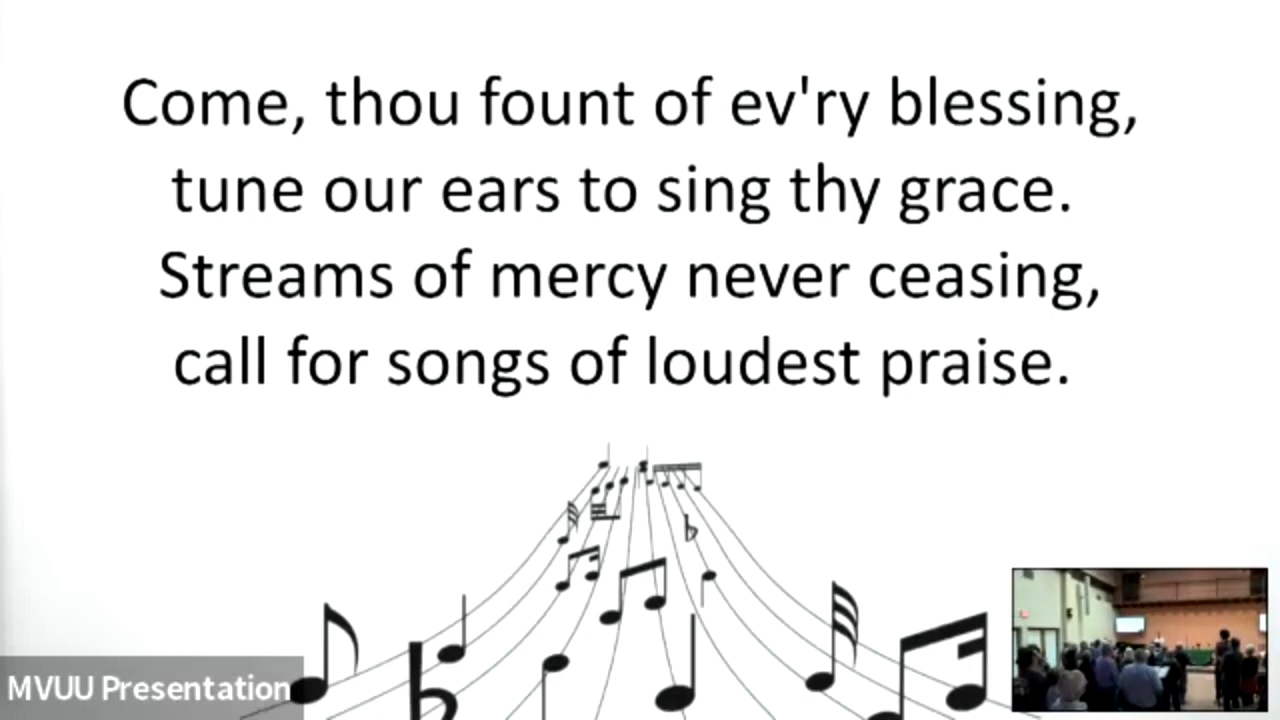 Come, thou fount of ev'ry blessing,
tune our ears to sing thy grace.
Streams of mercy never ceasing,
call for songs of loudest praise.
MVUU Presentation